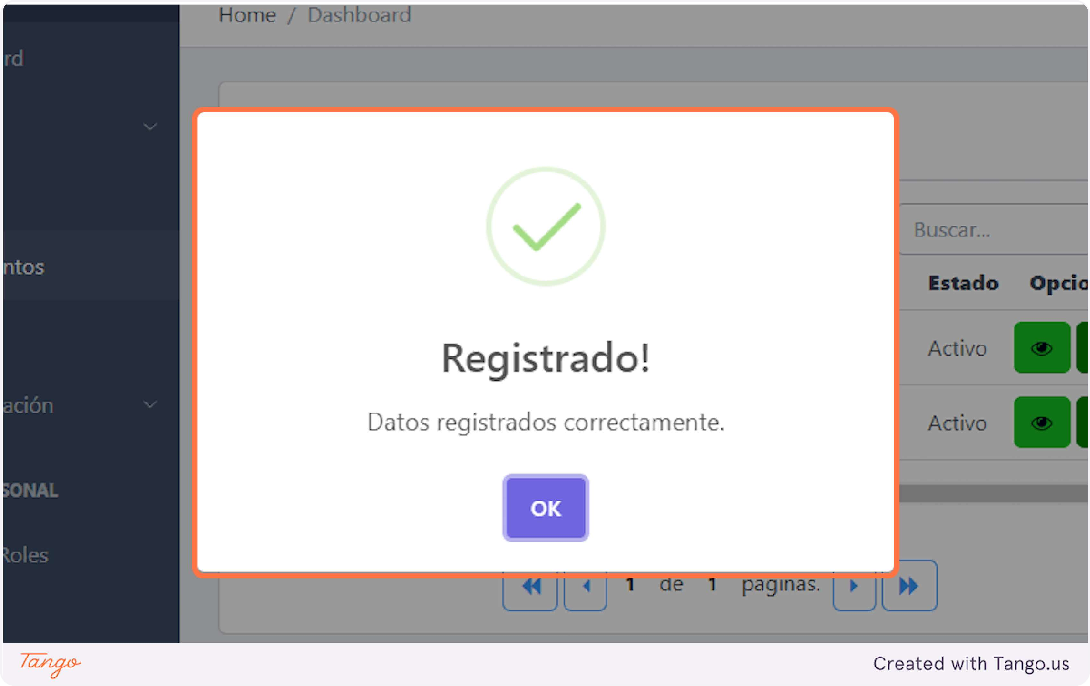 Home / Dashboard
rd
ntos
ación
SONAL
Roles
Buscar...
Estado Opcio
Activo
Activo
Registrado!
Datos registrados correctamente.
OK
1 de 1 paginas.
Tango
Created with Tango.us